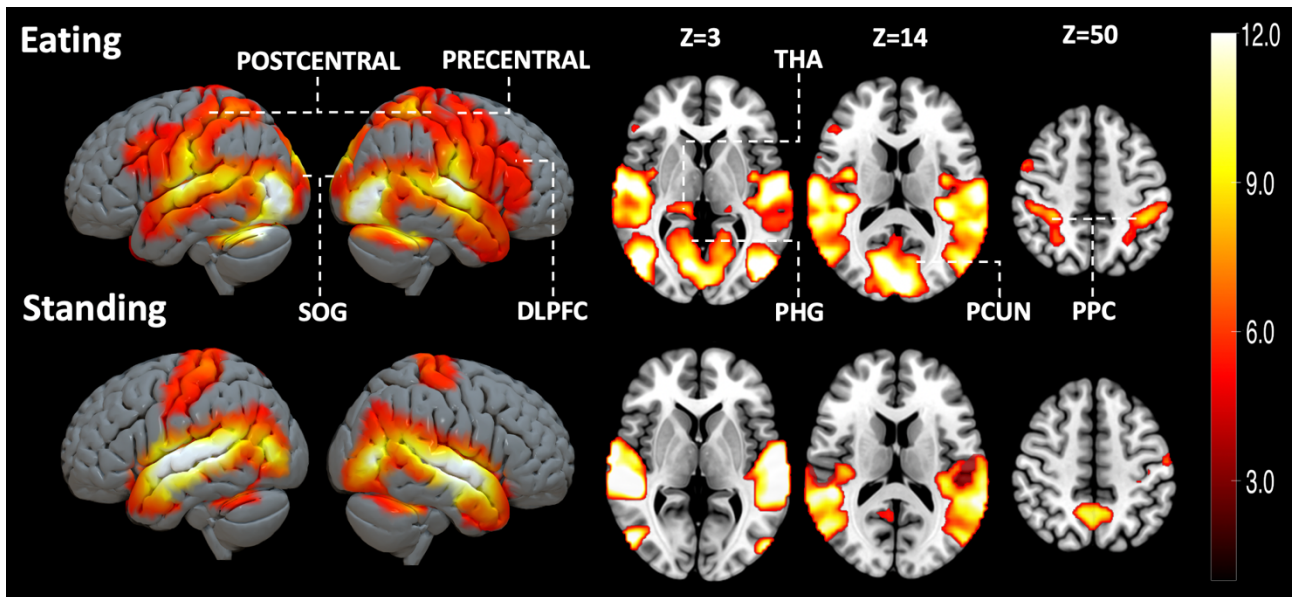 Eating
POSTCENTRAL
PRECENTRAL
Z=3
THA
Z=14
Z=50
12.0
9.0
6.0
3.0
SOG
DLPFC
PHG
PCUN
PPC
Standing